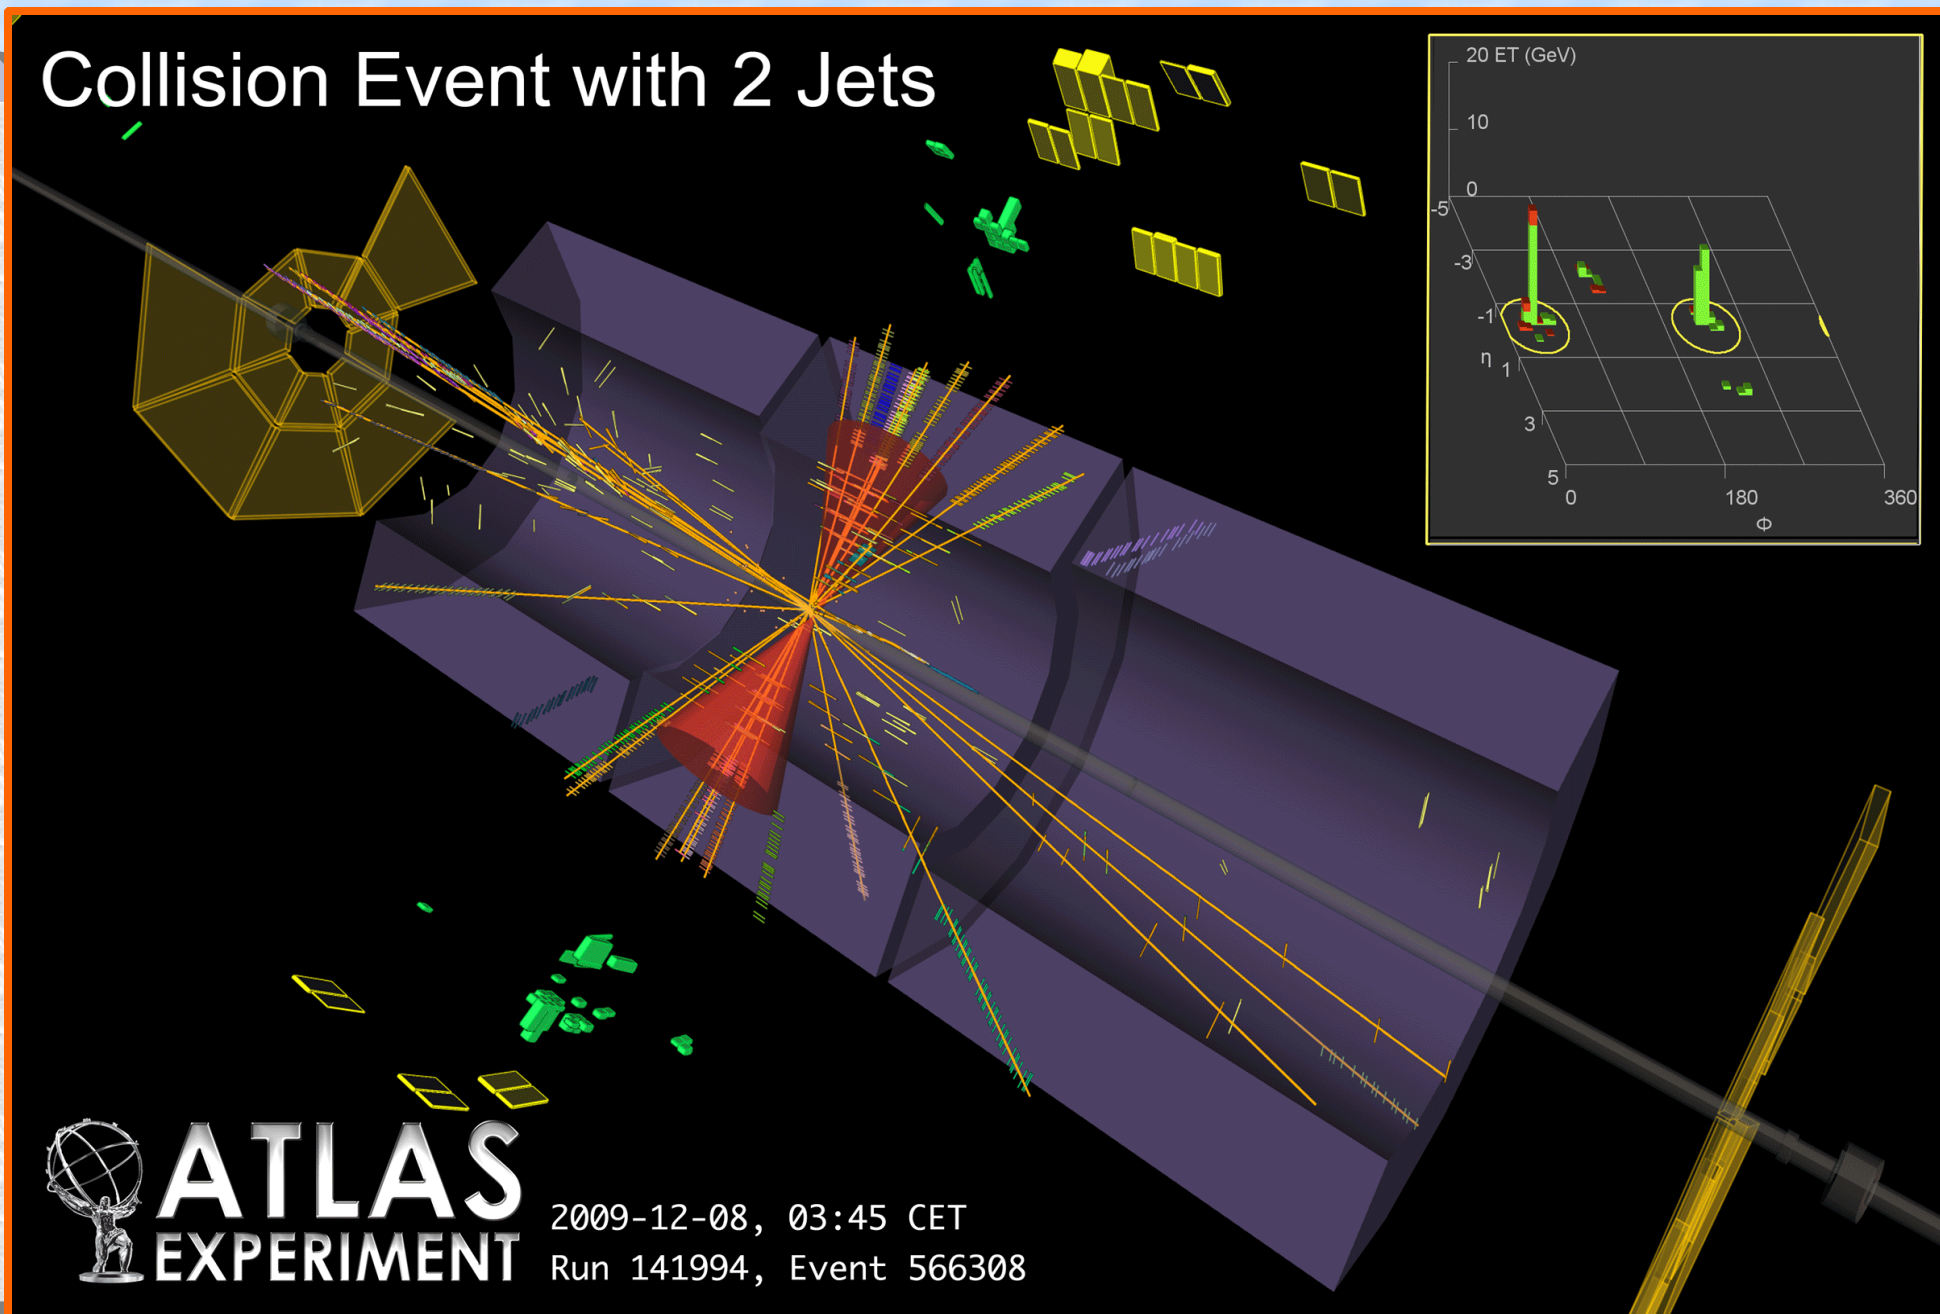 Collision Event with 2 Jets
20 ET (GeV)
10
0
-5
-3
-1
η
1
3
5
0
180
360
Φ
ATLAS
EXPERIMENT
2009-12-08, 03:45 CET
Run 141994, Event 566308